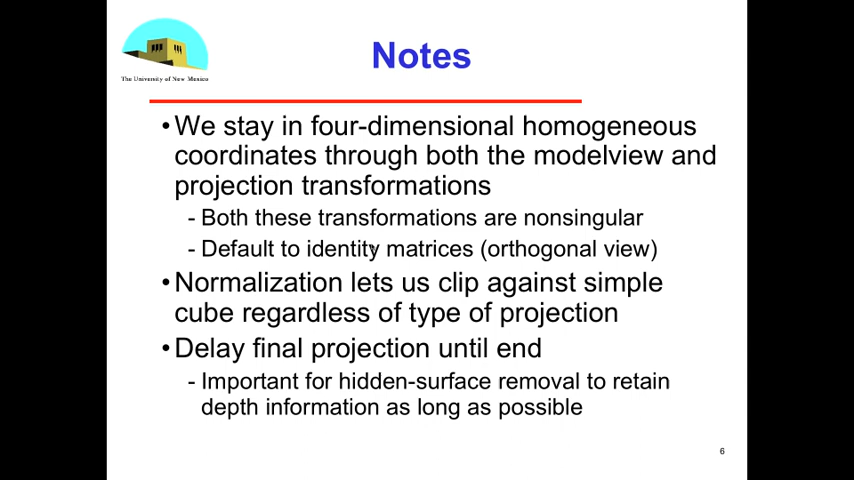 The University of New Mexico
Notes
•We stay in four-dimensional homogeneous
coordinates through both the modelview and
projection transformations
- Both these transformations are nonsingular
- Default to identity matrices (orthogonal view)
•Normalization lets us clip against simple
cube regardless of type of projection
•Delay final projection until end
- Important for hidden-surface removal to retain
depth information as long as possible
6